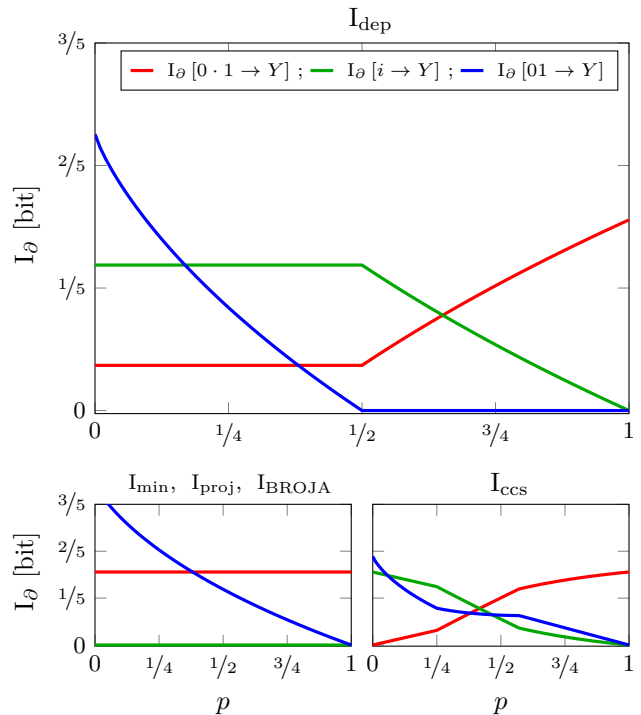 I_dep
I∂ [0 · 1 → Y] ; I∂ [i → Y] ; I∂ [01 → Y]
3/5
2/5
1/5
0
I∂ [bit]
0 1/4 1/2 3/4 1
I_min, I_proj, I_BROJA
I_ccs
3/5
2/5
1/5
0
I∂ [bit]
0 1/4 1/2 3/4 1
0 1/4 1/2 3/4 1
p
p